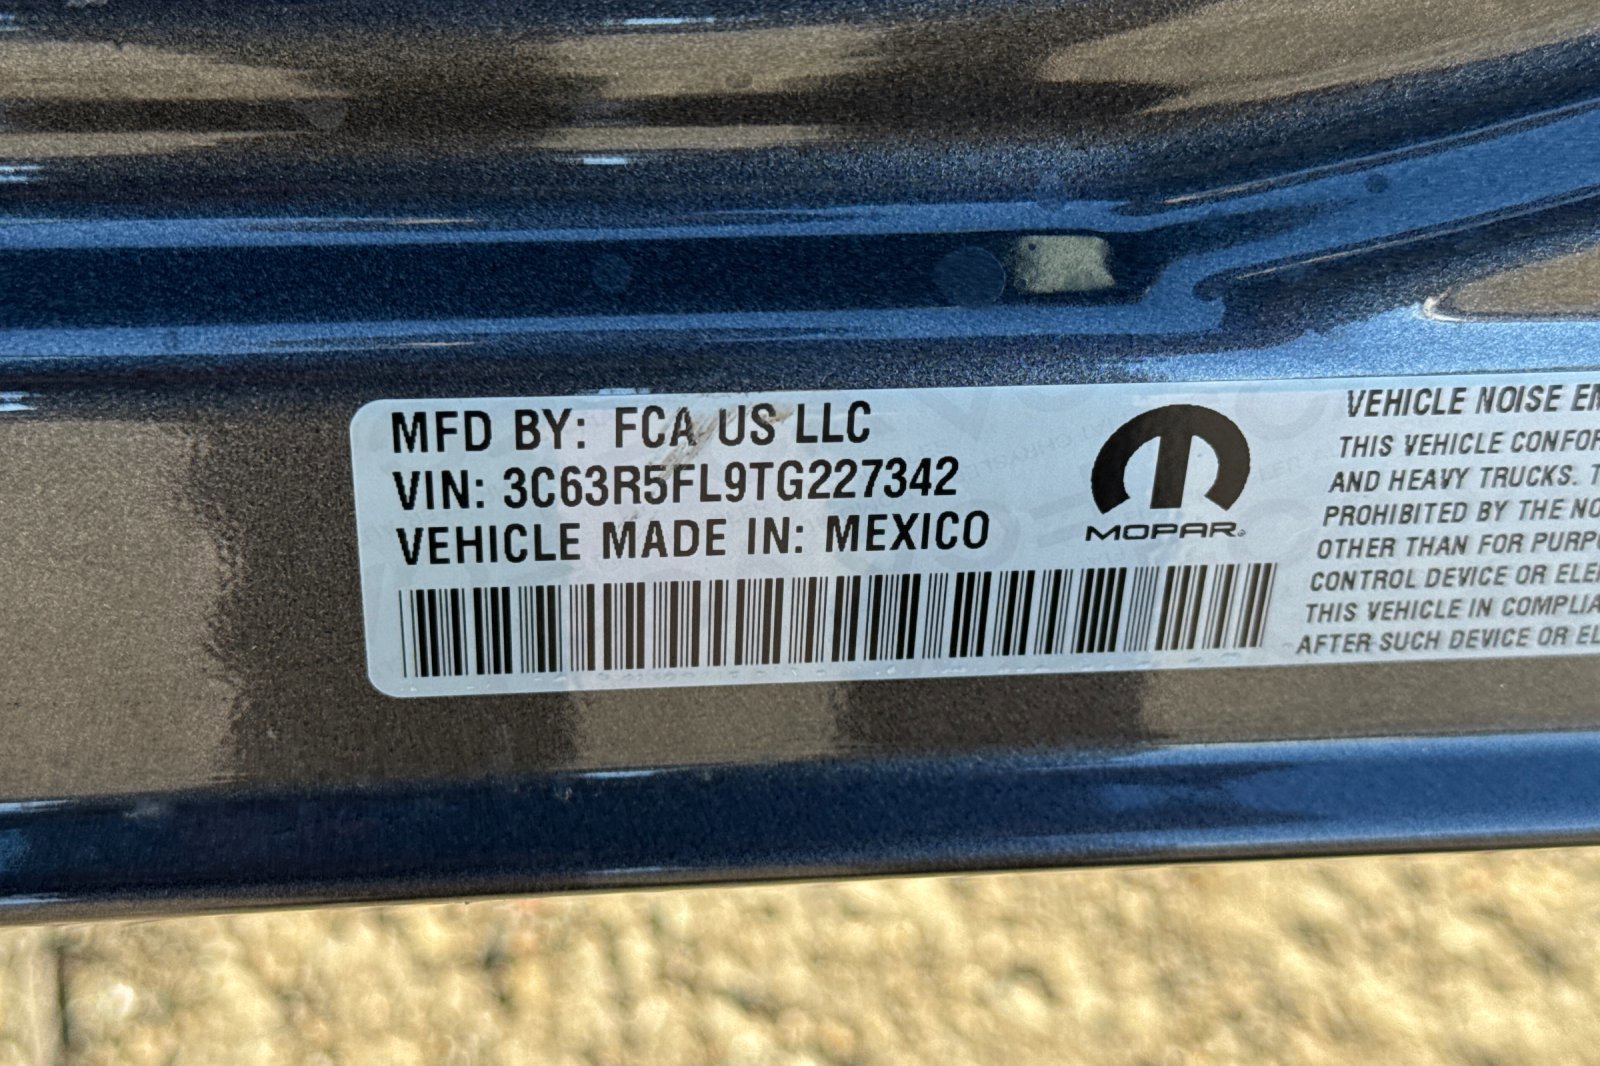 MFD BY: FCA US LLC
VIN: 3C63R5FL9TG227342
VEHICLE MADE IN: MEXICO
MOPAR®
VEHICLE NOISE
THIS VEHICLE
AND HEAVY TRUCKS.
PROHIBITED BY THE
OTHER THAN FOR
CONTROL DEVICE OR
THIS VEHICLE IN
AFTER SUCH DEVICE OR